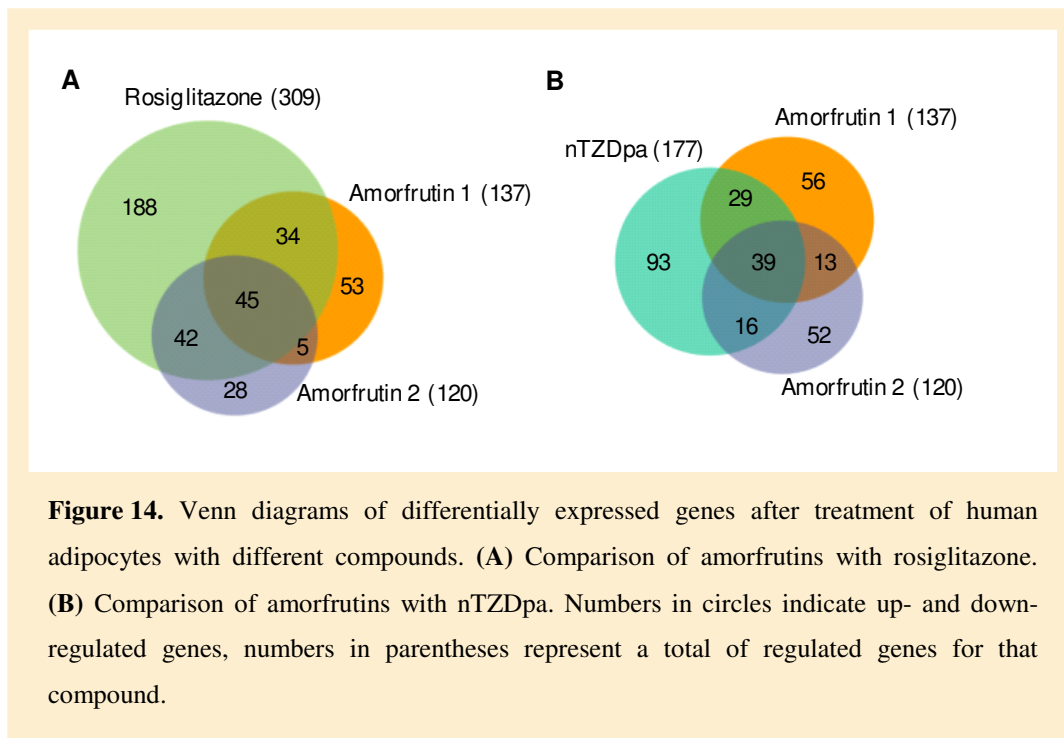 A
B
Rosiglitazone (309)
Amorfrutin 1 (137)
188
34
53
45
42
5
28
Amorfrutin 2 (120)
Amorfrutin 1 (137)
nTZDpa (177)
56
29
93
39
13
16
52
Amorfrutin 2 (120)
Figure 14. Venn diagrams of differentially expressed genes after treatment of human
adipocytes with different compounds. (A) Comparison of amorfrutins with rosiglitazone.
(B) Comparison of amorfrutins with nTZDpa. Numbers in circles indicate up- and down-
regulated genes, numbers in parentheses represent a total of regulated genes for that
compound.